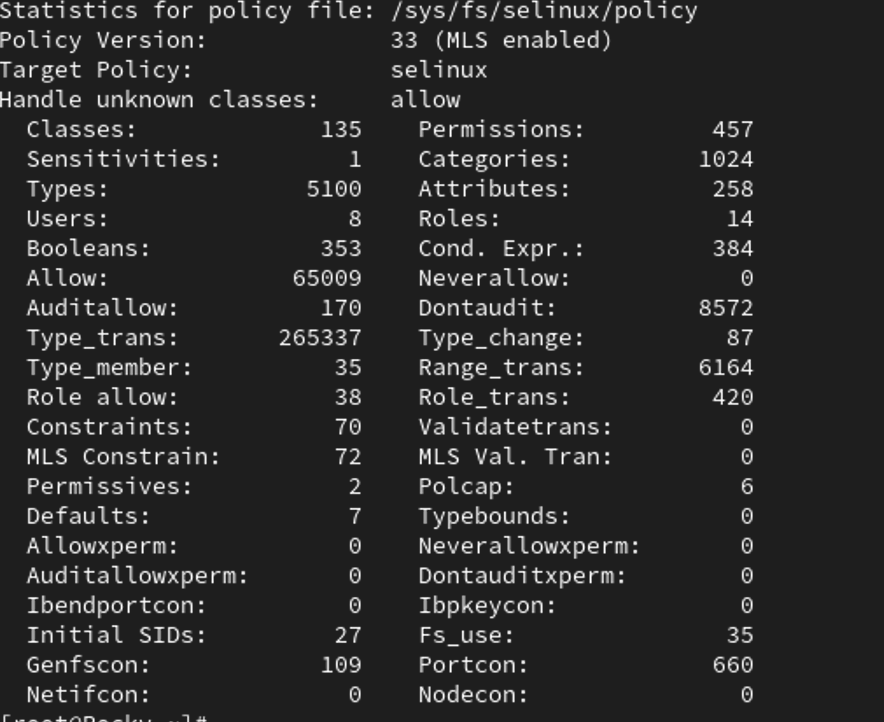 Statistics for policy file: /sys/fs/selinux/policy
Policy Version: 33 (MLS enabled)
Target Policy: selinux
Handle unknown classes: allow
Classes: 135 Permissions: 457
Sensitivities: 1 Categories: 1024
Types: 5100 Attributes: 258
Users: 8 Roles: 14
Booleans: 353 Cond. Expr.: 384
Allow: 65009 Neverallow: 0
Auditallow: 170 Dontaudit: 8572
Type_trans: 265337 Type_change: 87
Type_member: 35 Range_trans: 6164
Role allow: 38 Role_trans: 420
Constraints: 70 Validatetrans: 0
MLS Constrain: 72 MLS Val. Tran: 0
Permissives: 2 Polcap: 6
Defaults: 7 Typebounds: 0
Allowxperm: 0 Neverallowxperm: 0
Auditallowxperm: 0 Dontauditxperm: 0
Ibendportcon: 0 Ibpkeycon: 0
Initial SIDs: 27 Fs_use: 35
Genfscon: 109 Portcon: 660
Netifcon: 0 Nodecon: 0
[root@Rocky ~]#